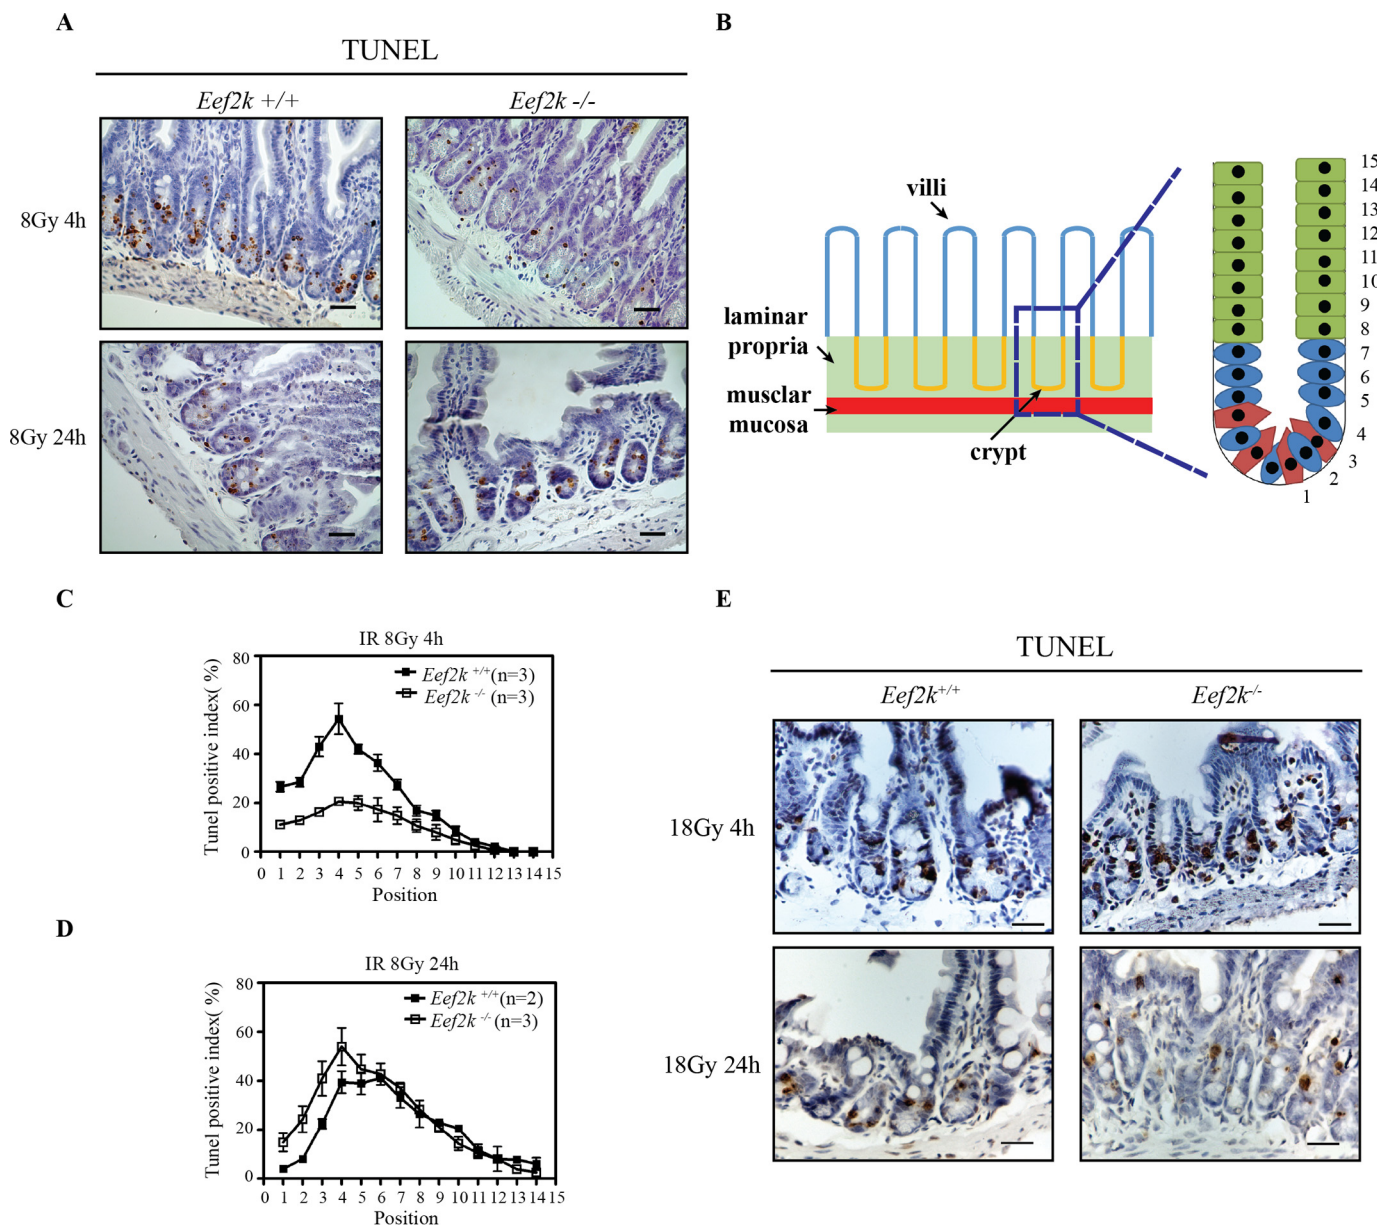 A
TUNEL
Eef2k +/+
Eef2k -/-
8Gy 4h
8Gy 24h
B
villi
laminar
propria
musclar
mucosa
crypt
15
14
13
12
11
10
9
8
7
6
5
4
3
2
1
C
IR 8Gy 4h
Tunel positive index( %)
80
60
40
20
0
Eef2k +/+(n=3)
Eef2k -/- (n=3)
0 1 2 3 4 5 6 7 8 9 10 11 12 13 14 15
Position
D
IR 8Gy 24h
Tunel positive index( %)
80
60
40
20
0
Eef2k +/+(n=2)
Eef2k -/- (n=3)
0 1 2 3 4 5 6 7 8 9 10 11 12 13 14 15
Position
E
TUNEL
Eef2k+/+
Eef2k-/-
18Gy 4h
18Gy 24h